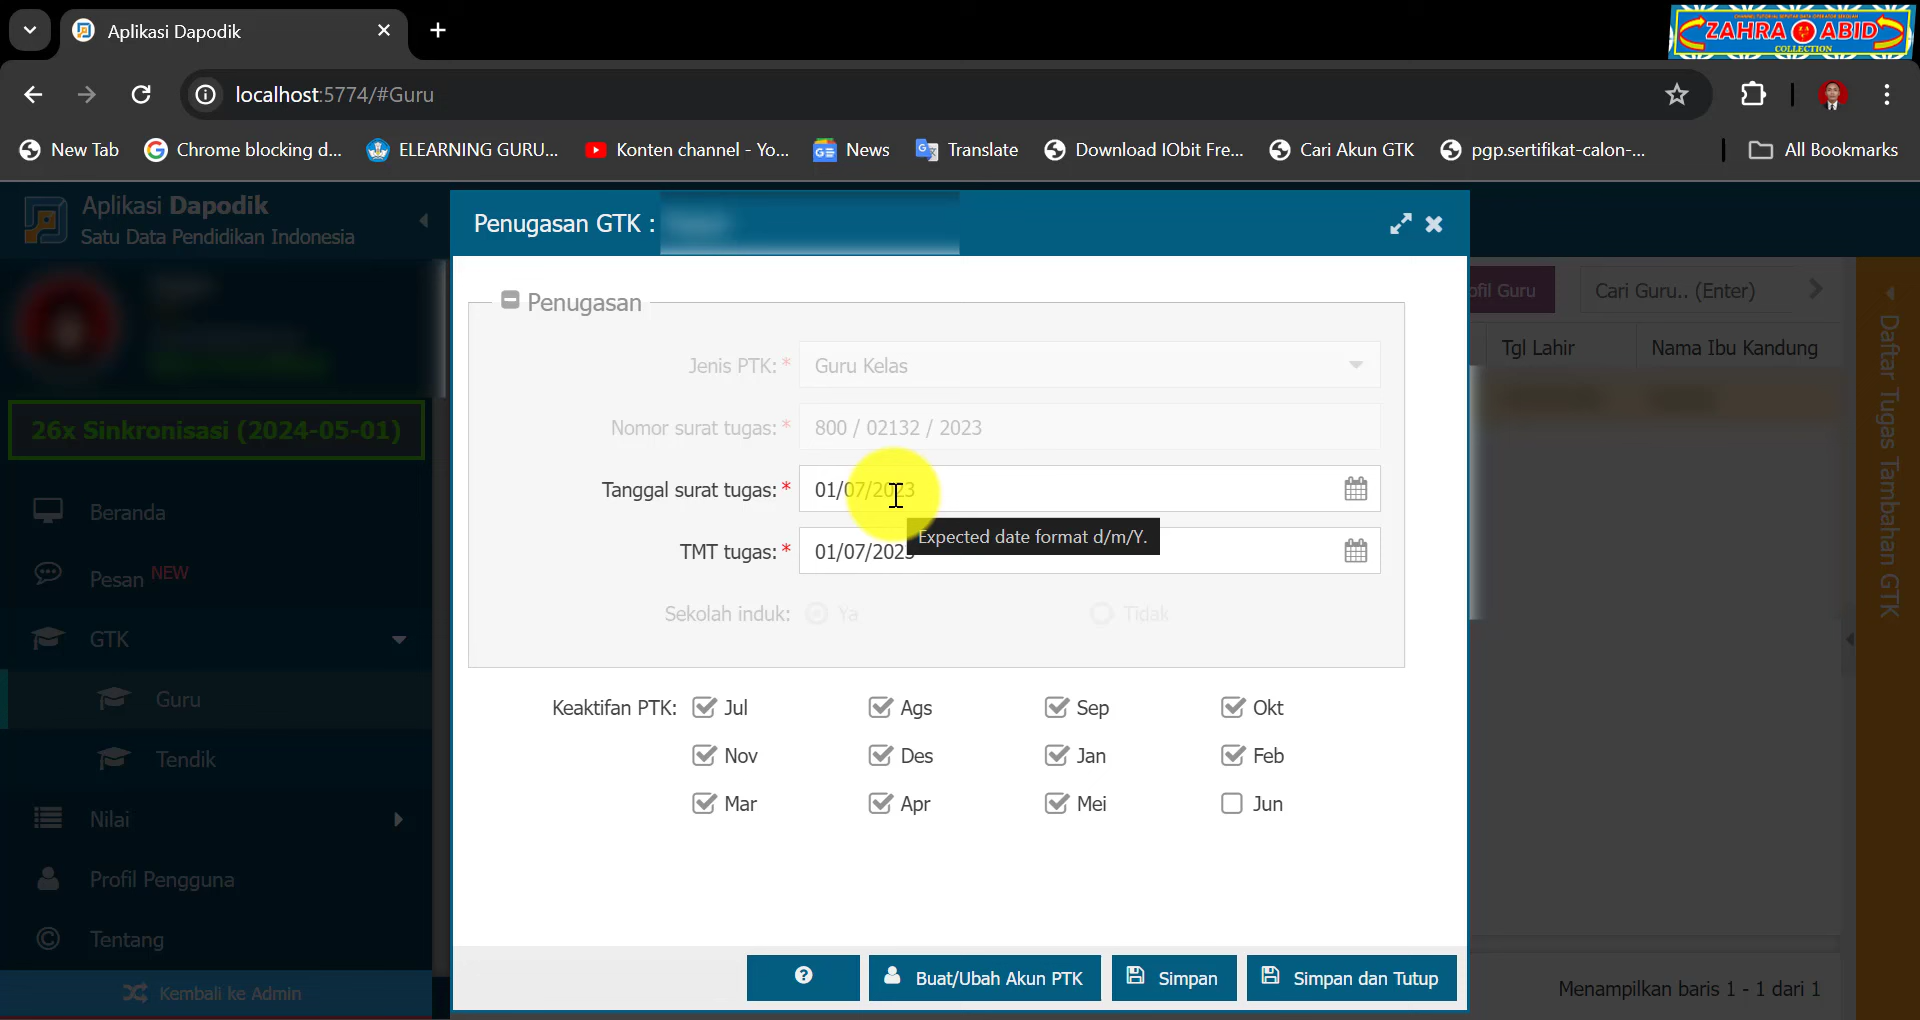 Aplikasi Dapodik
CHANNEL TUTORIAL SEPUTAR DATA OPERATOR SEKOLAH
ZAHRA ABID
COLLECTION
localhost:5774/#Guru
New Tab
Chrome blocking d...
ELEARNING GURU...
Konten channel - Yo...
News
Translate
Download IObit Fre...
Cari Akun GTK
pgp.sertifikat-calon-...
All Bookmarks
Aplikasi Dapodik
Satu Data Pendidikan Indonesia
26x Sinkronisasi (2024-05-01)
Beranda
Pesan NEW
GTK
Guru
Tendik
Nilai
Profil Pengguna
Tentang
Kembali ke Admin
Penugasan GTK :
Penugasan
Jenis PTK:* Guru Kelas
Nomor surat tugas:* 800 / 02132 / 2023
Tanggal surat tugas:* 01/07/2023
Expected date format d/m/Y.
TMT tugas:* 01/07/2023
Sekolah induk: Ya Tidak
Keaktifan PTK: Jul Ags Sep Okt
Nov Des Jan Feb
Mar Apr Mei Jun
Buat/Ubah Akun PTK
Simpan
Simpan dan Tutup
ofil Guru
Cari Guru.. (Enter)
Tgl Lahir
Nama Ibu Kandung
Daftar Tugas Tambahan GTK
Menampilkan baris 1 - 1 dari 1